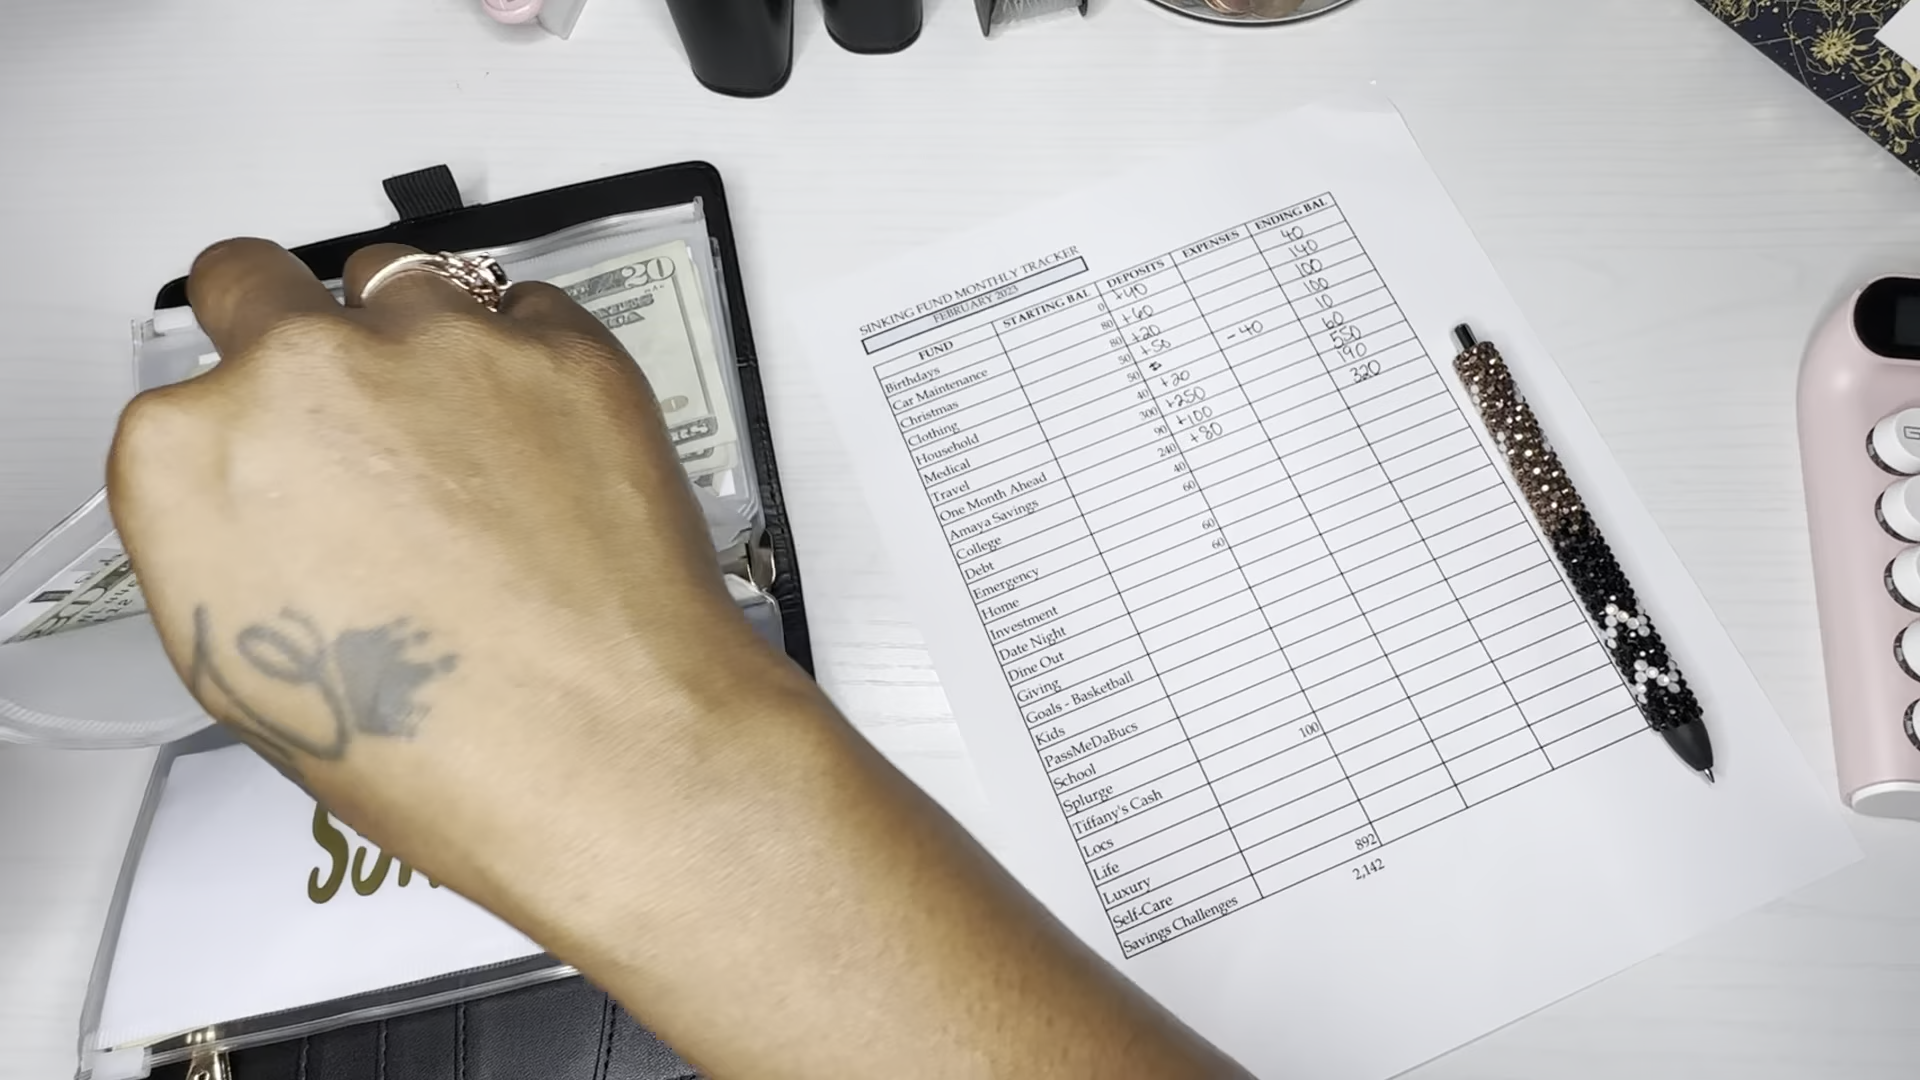 SINKING FUND MONTHLY TRACKER
FEBRUARY 2023
FUND STARTING BAL DEPOSITS EXPENSES ENDING BAL
Birthdays 0 +40 40
Car Maintenance 80 +60 140
Christmas 80 +20 100
Clothing 50 +50 100
Household 50 -40 10
Medical 40 +20 60
Travel 300 +250 550
One Month Ahead 90 +100 190
Amaya Savings 240 +80 320
College 40
Debt 60
Emergency
Home 60
Investment 60
Date Night
Dine Out
Giving
Goals - Basketball
Kids
PassMeDaBucs
School
Splurge
Tiffany's Cash 100
Locs
Life
Luxury
Self-Care
Savings Challenges 892
2,142
20